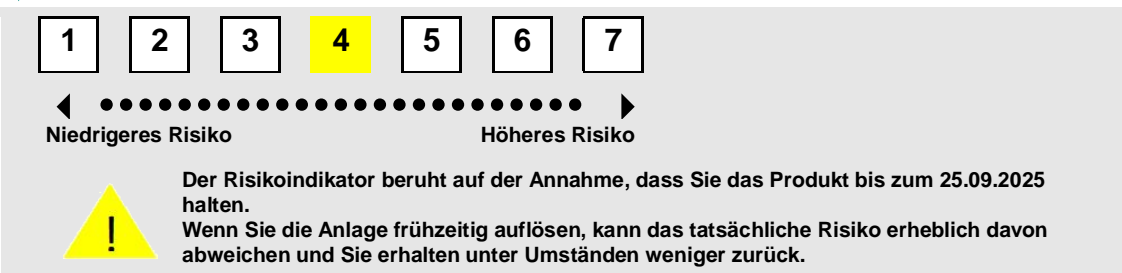 1 2 3 4 5 6 7
Niedrigeres Risiko Höheres Risiko
Der Risikoindikator beruht auf der Annahme, dass Sie das Produkt bis zum 25.09.2025
halten.
Wenn Sie die Anlage frühzeitig auflösen, kann das tatsächliche Risiko erheblich davon
abweichen und Sie erhalten unter Umständen weniger zurück.
!